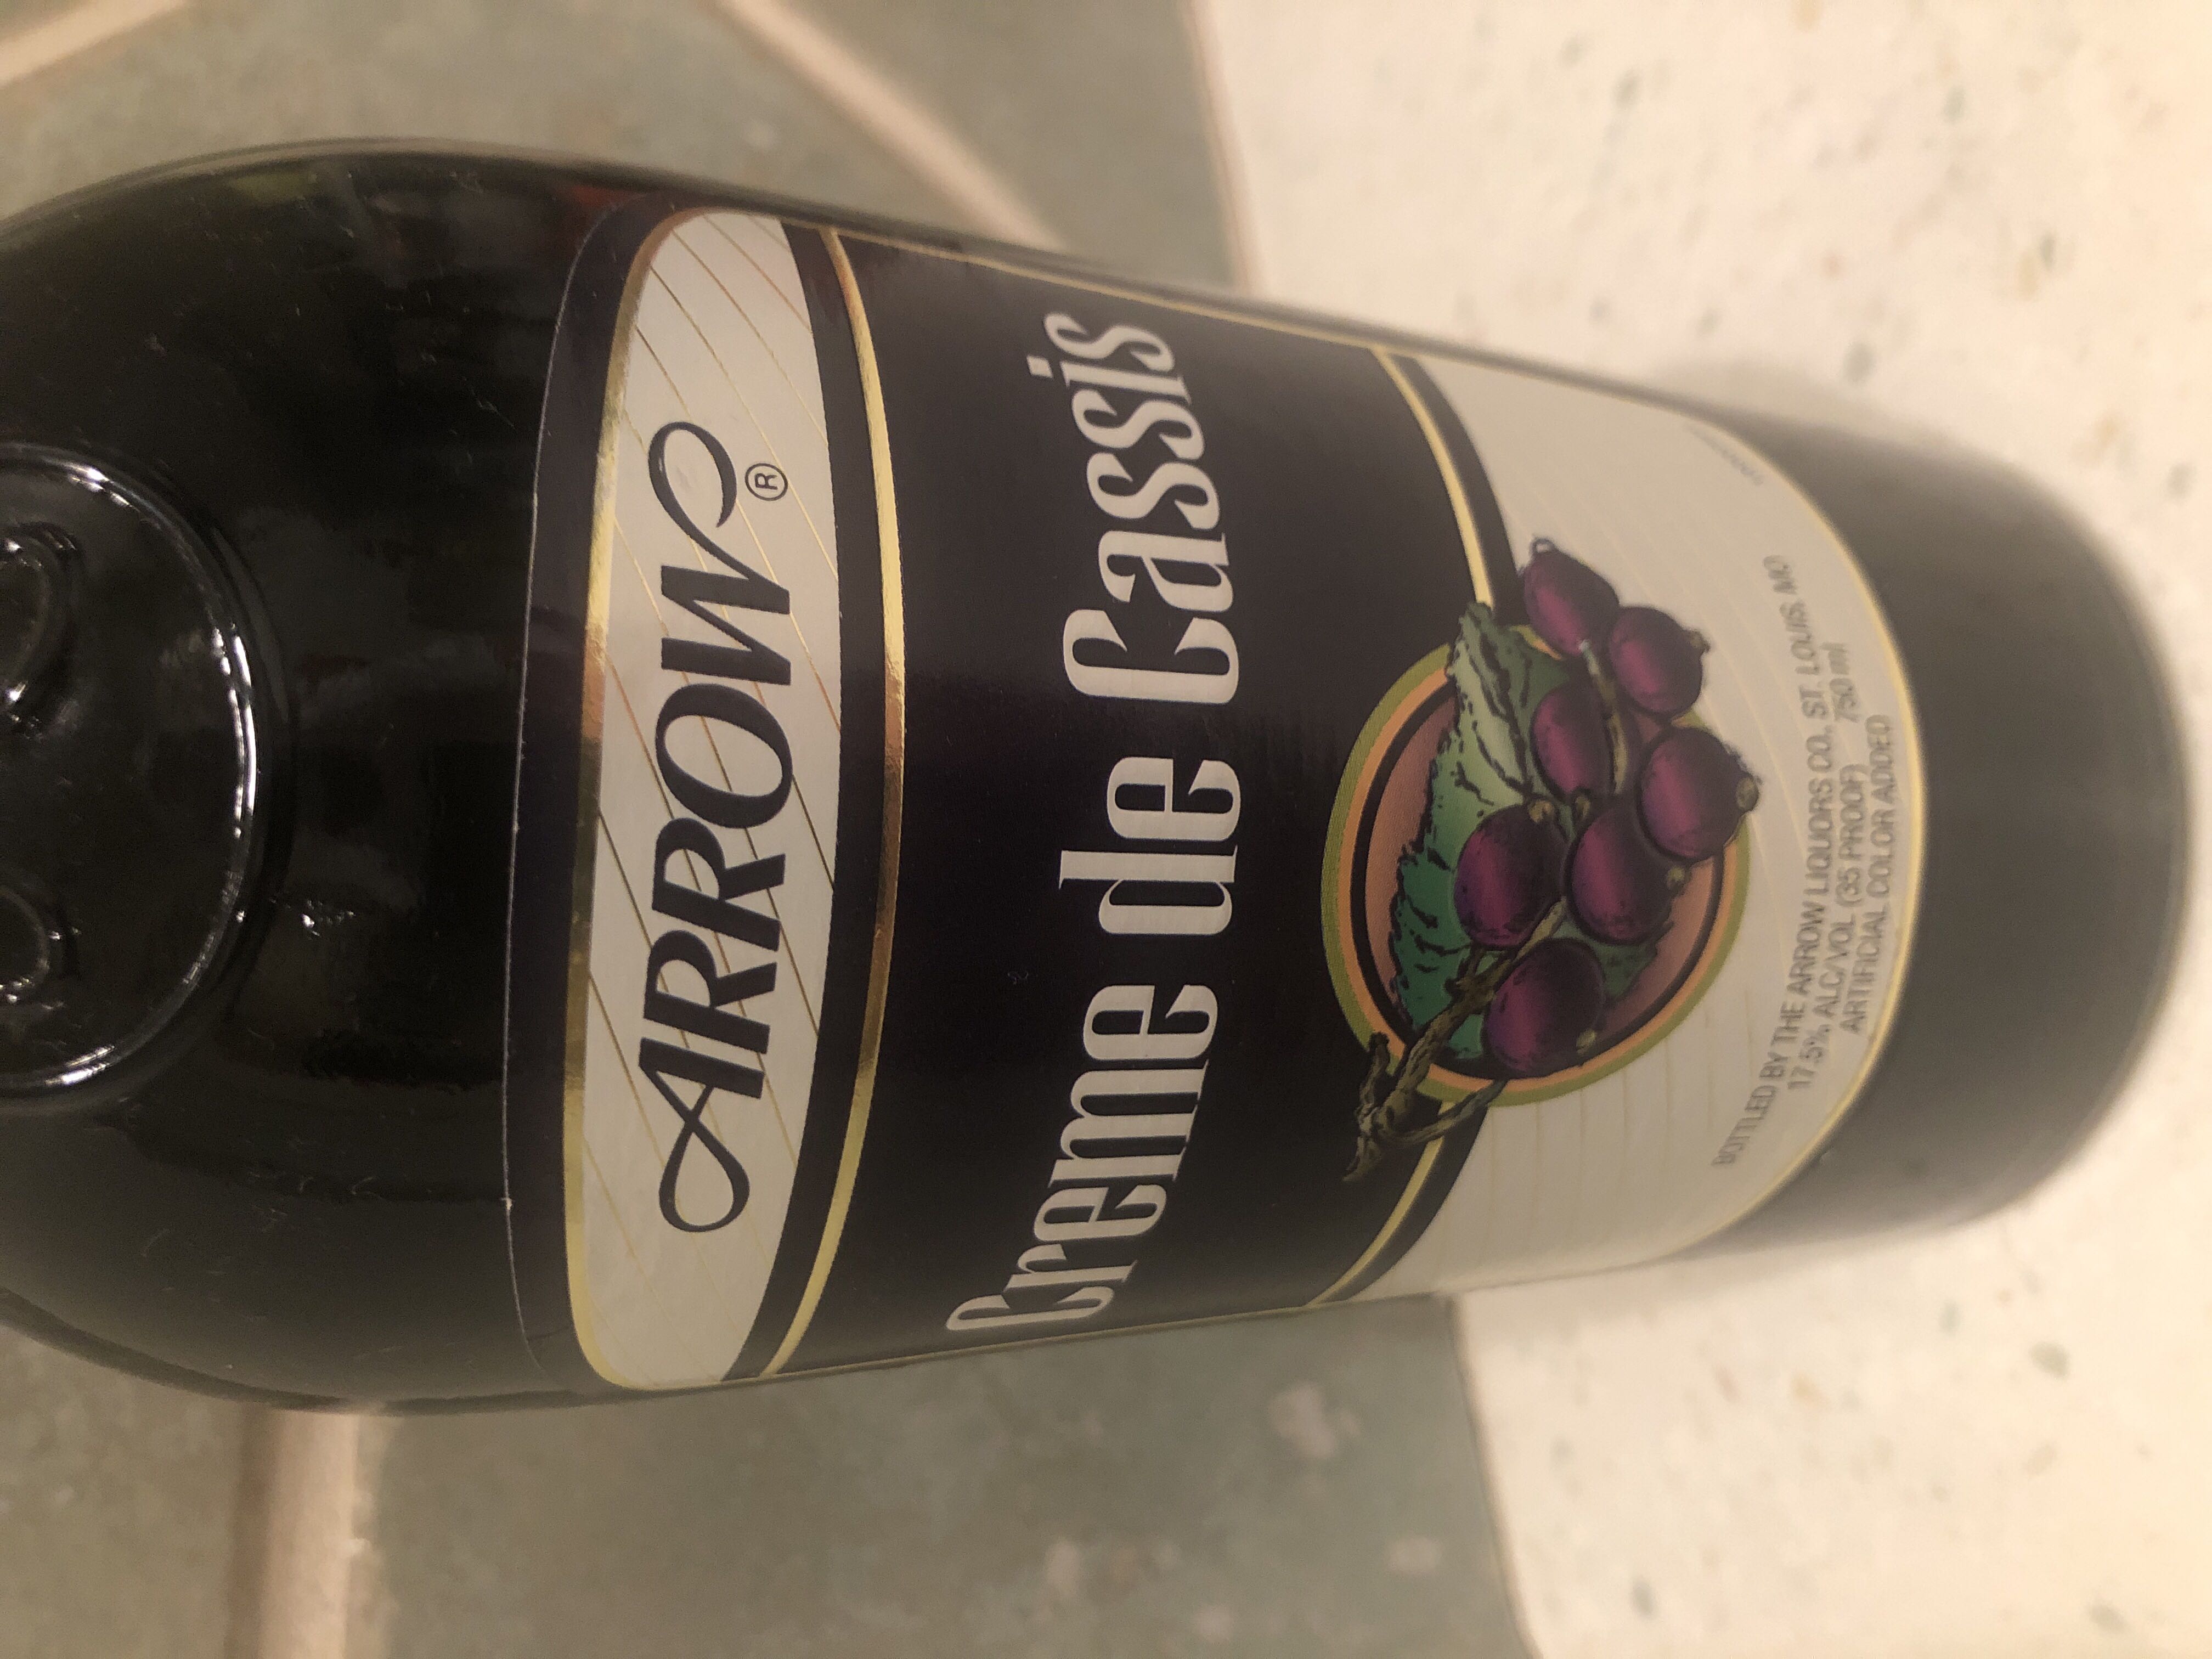 ARROW®
Creme de Cassis
BOTTLED BY THE ARROW LIQUORS CO., ST. LOUIS, MO
17.5% ALC/VOL (35 PROOF) 750 ml
ARTIFICIAL COLOR ADDED